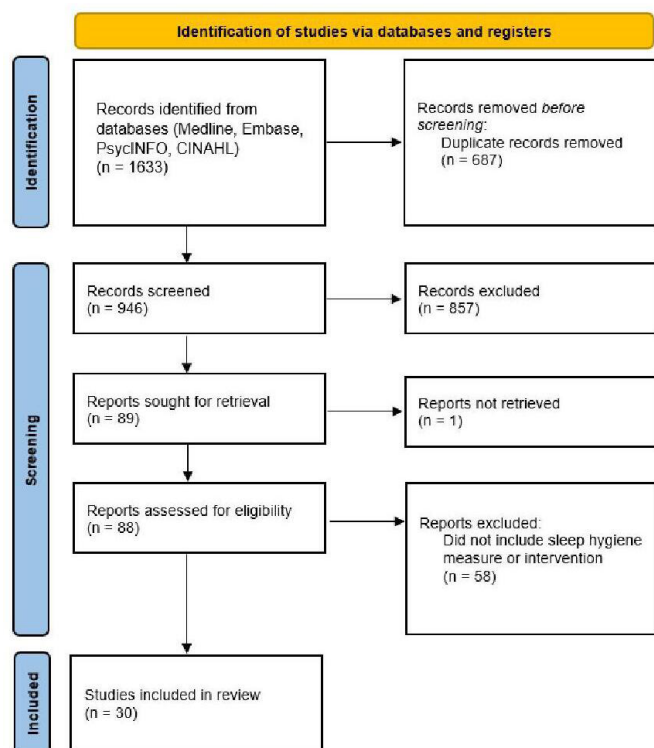 Identification of studies via databases and registers
Identification
Records identified from
databases (Medline, Embase,
PsycINFO, CINAHL)
(n = 1633)
Records removed before
screening:
Duplicate records removed
(n = 687)
Screening
Records screened
(n = 946)
Records excluded
(n = 857)
Reports sought for retrieval
(n = 89)
Reports not retrieved
(n = 1)
Reports assessed for eligibility
(n = 88)
Reports excluded:
Did not include sleep hygiene
measure or intervention
(n = 58)
Included
Studies included in review
(n = 30)